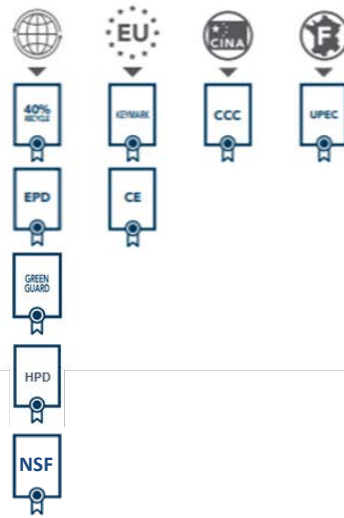 EU
CINA
F
40%
RECYCLE
KEYMARK
CCC
UPEC
EPD
CE
GREEN
GUARD
HPD
NSF